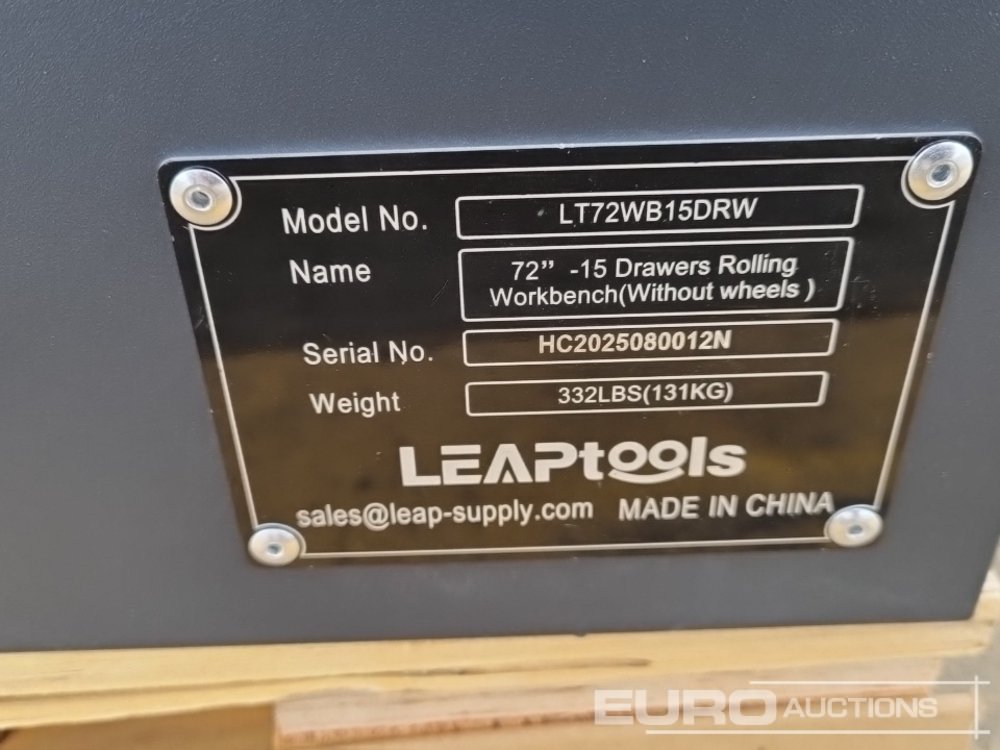 Model No. LT72WB15DRW
Name 72” -15 Drawers Rolling
Workbench(Without wheels )
Serial No. HC2025080012N
Weight 332LBS(131KG)
LEAPtools
sales@leap-supply.com MADE IN CHINA
EURO AUCTIONS